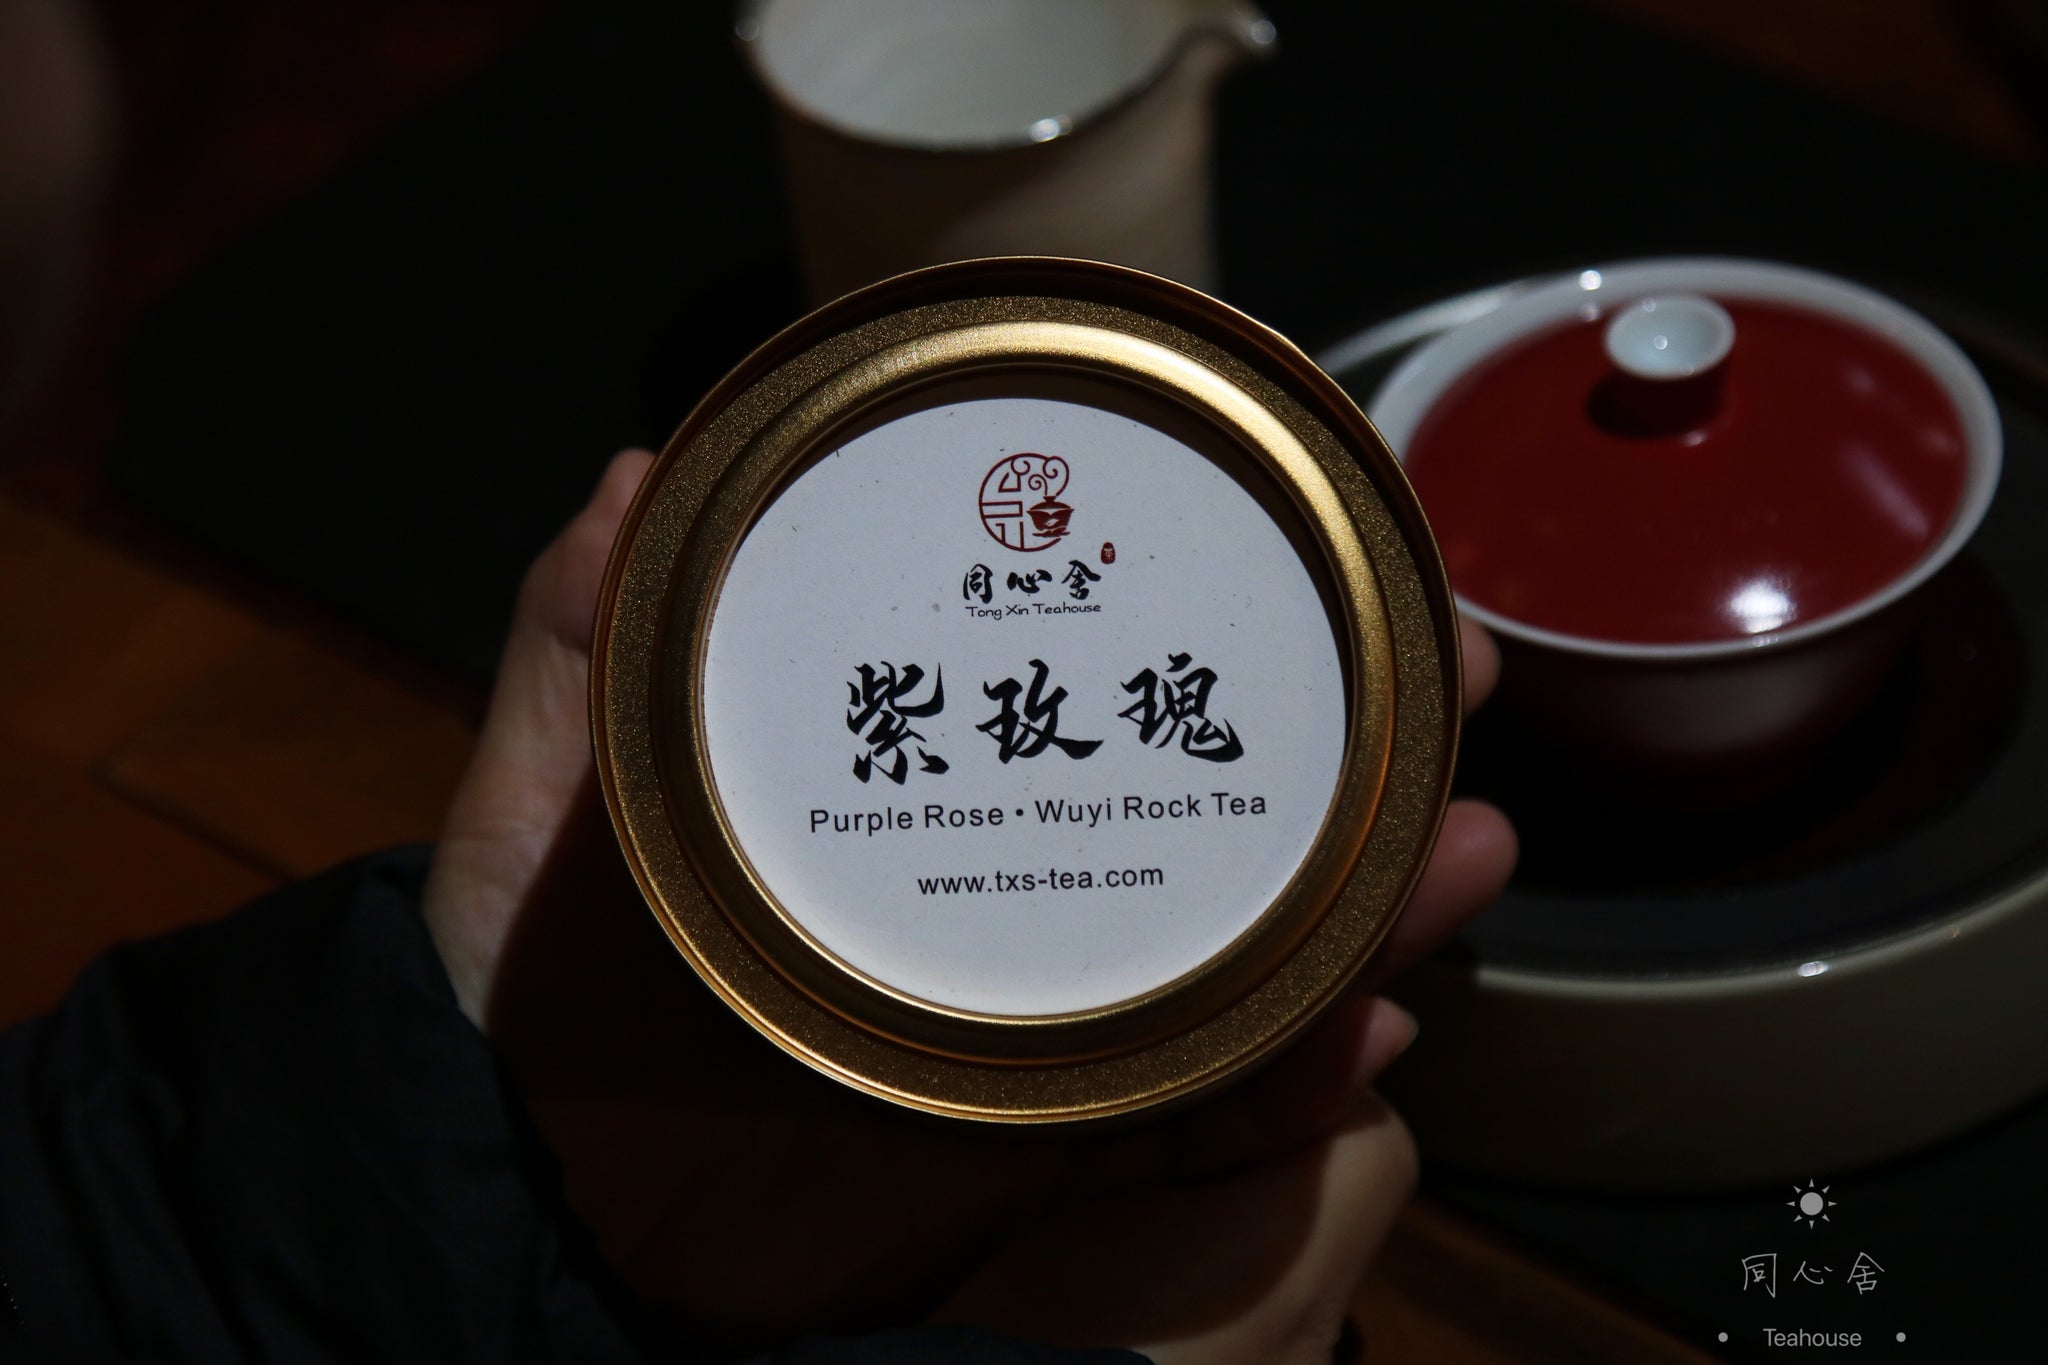 同心舍
Tong Xin Teahouse
紫玫瑰
Purple Rose • Wuyi Rock Tea
www.txs-tea.com
同心舍
• Teahouse •